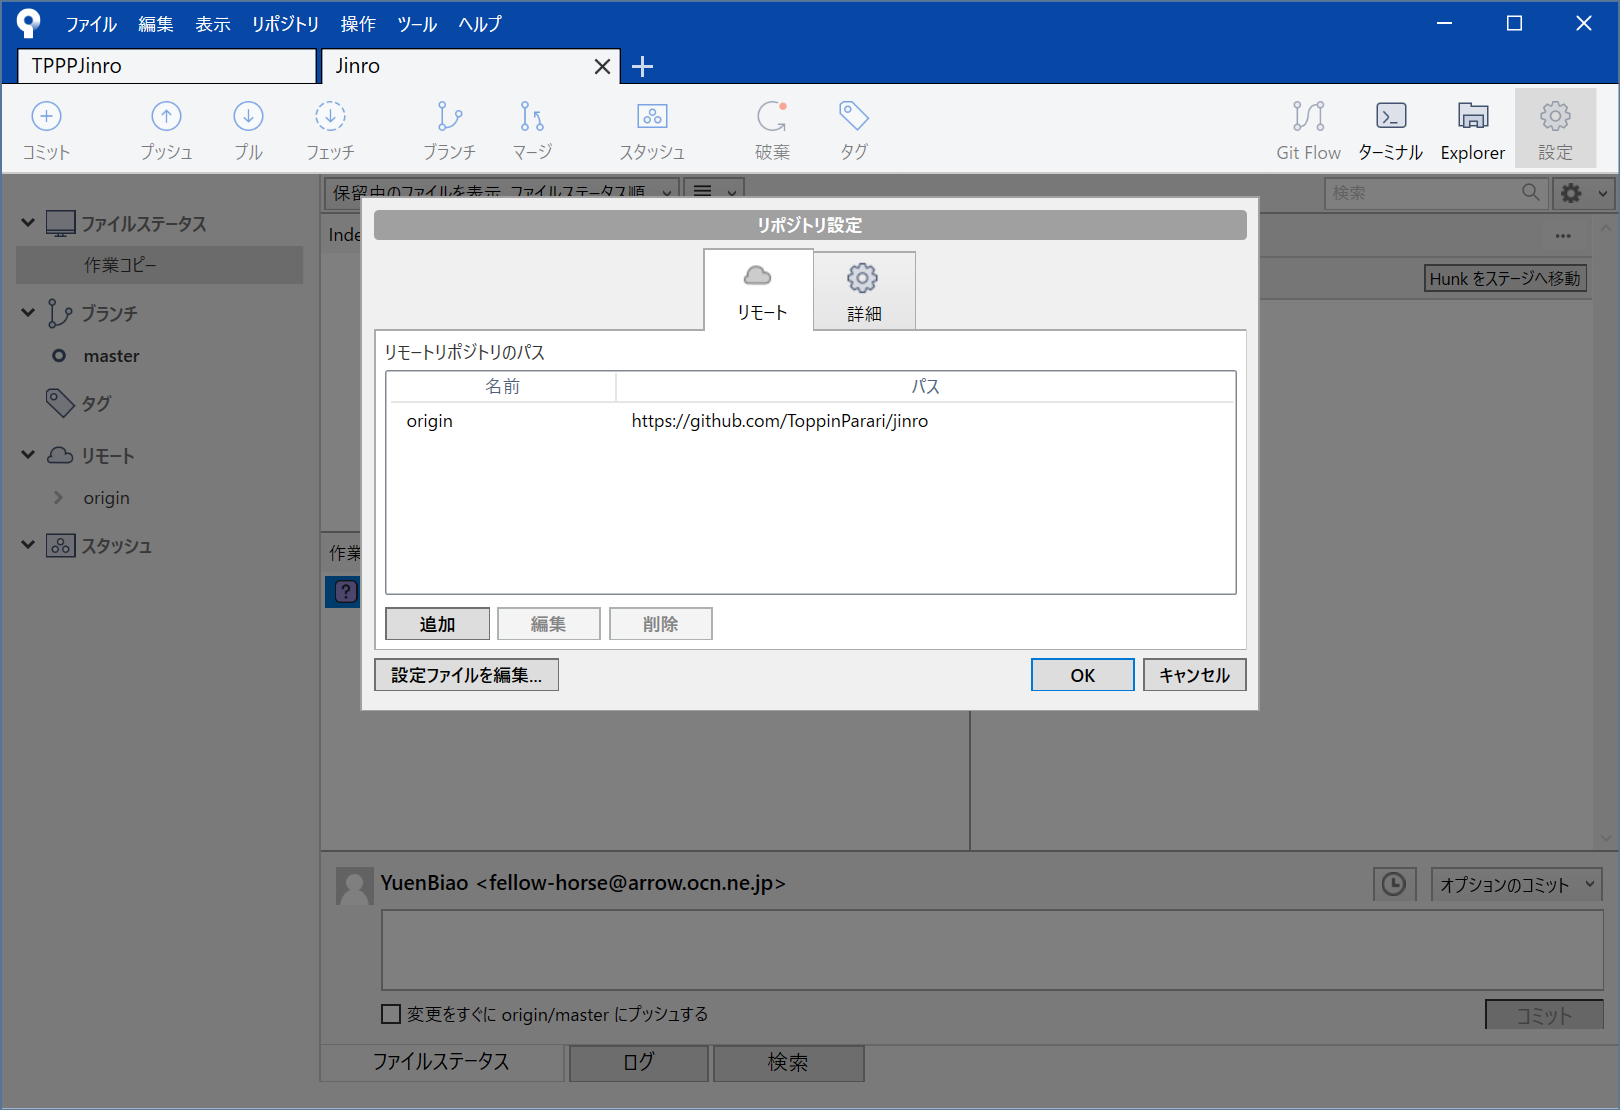 ファイル 編集 表示 リポジトリ 操作 ツール ヘルプ
TPPPJinro
Jinro
コミット プッシュ プル フェッチ ブランチ マージ スタッシュ 破棄 タグ Git Flow ターミナル Explorer 設定
保留中のファイルを表示, ファイルステータス順
検索
ファイルステータス
作業コピー
ブランチ
master
タグ
リモート
origin
スタッシュ
Inde
Hunk をステージへ移動
作業
リポジトリ設定
リモート
詳細
リモートリポジトリのパス
名前 パス
origin https://github.com/ToppinParari/jinro
追加 編集 削除
設定ファイルを編集...
OK キャンセル
YuenBiao <fellow-horse@arrow.ocn.ne.jp>
オプションのコミット
変更をすぐに origin/master にプッシュする
コミット
ファイルステータス ログ 検索